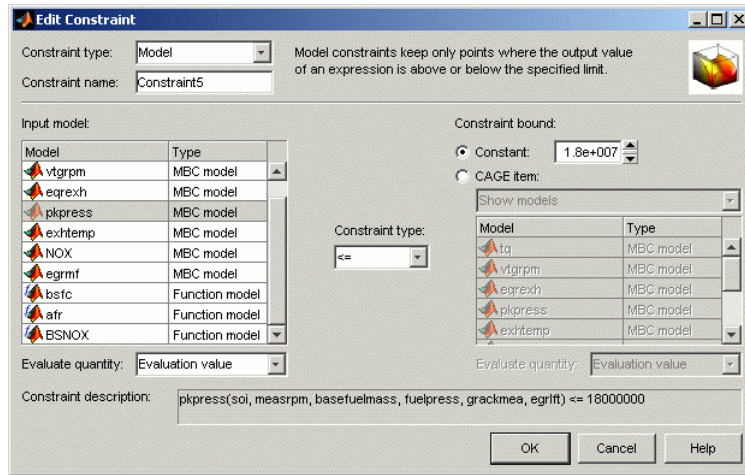 Edit Constraint
Constraint type: Model
Model constraints keep only points where the output value
of an expression is above or below the specified limit.
Constraint name: Constraint5
Input model:
Model Type
vtgrpm MBC model
eqrexh MBC model
pkpress MBC model
exhtemp MBC model
NOX MBC model
egrmf MBC model
bsfc Function model
afr Function model
BSNOX Function model
Evaluate quantity: Evaluation value
Constraint type:
<=
Constraint bound:
Constant: 1.8e+007
CAGE item:
Show models
Model Type
tq MBC model
vtgrpm MBC model
eqrexh MBC model
pkpress MBC model
exhtemp MBC model
Evaluate quantity: Evaluation value
Constraint description: pkpress(soi, measrpm, basefuelmass, fuelpress, grackmea, egrlft) <= 18000000
OK Cancel Help